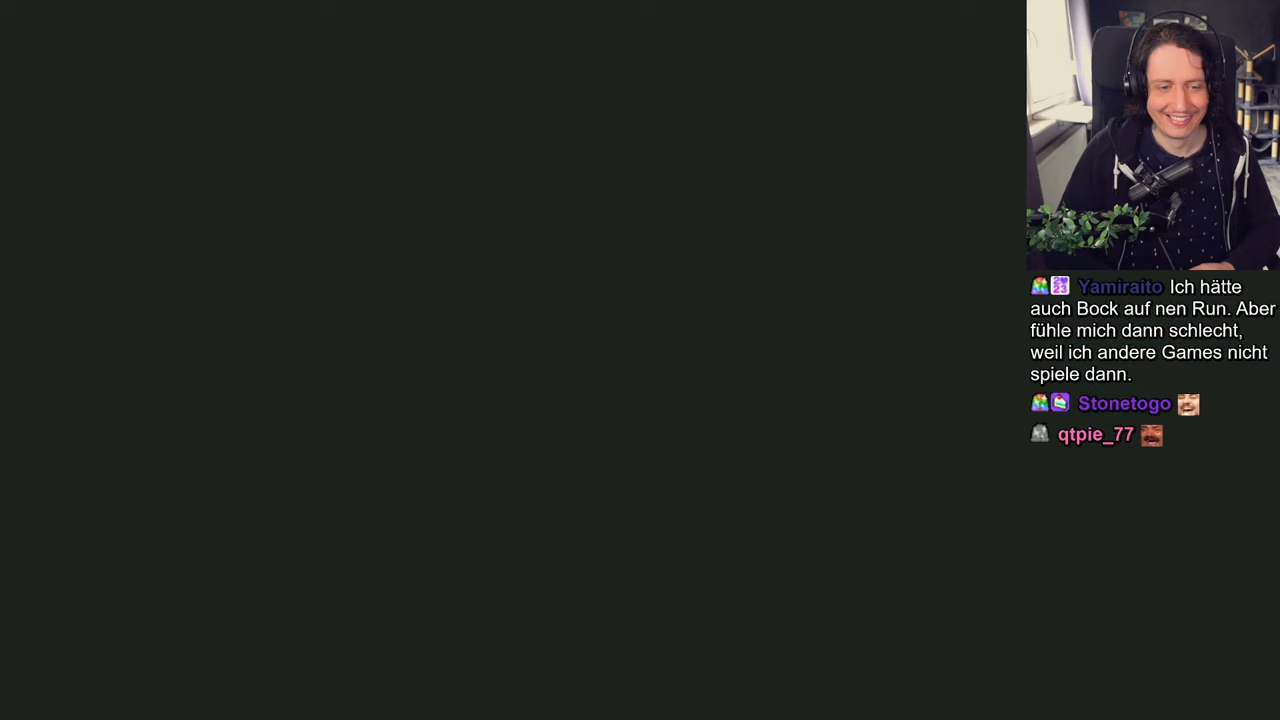 Yamiraito Ich hätte
auch Bock auf nen Run. Aber
fühle mich dann schlecht,
weil ich andere Games nicht
spiele dann.
Stonetogo
qtpie_77